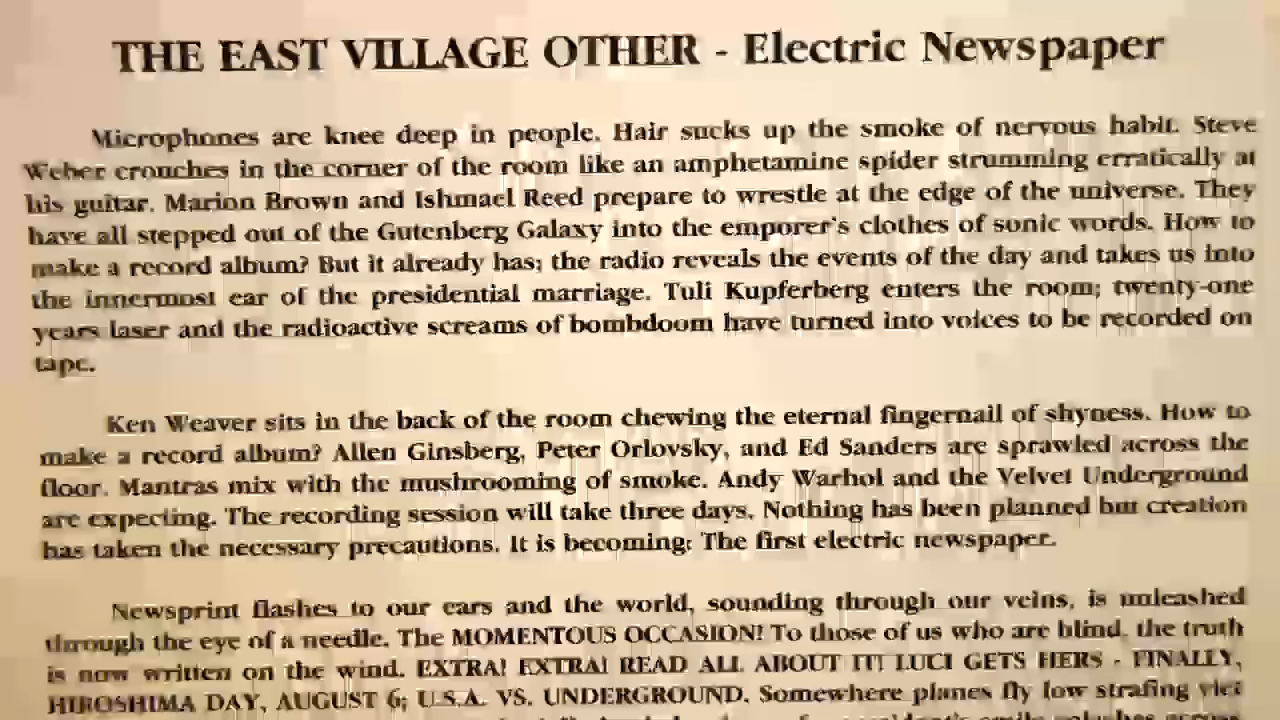 THE EAST VILLAGE OTHER - Electric Newspaper
Microphones are knee deep in people. Hair sucks up the smoke of nervous habit. Steve
Weber crouches in the corner of the room like an amphetamine spider strumming erratically at
his guitar. Marion Brown and Ishmael Reed prepare to wrestle at the edge of the universe. They
have all stepped out of the Gutenberg Galaxy into the emporer's clothes of sonic words. How to
make a record album? But it already has; the radio reveals the events of the day and takes us into
the innermost ear of the presidential marriage. Tuli Kupferberg enters the room; twenty-one
years laser and the radioactive screams of bombdoom have turned into voices to be recorded on
tape.
Ken Weaver sits in the back of the room chewing the eternal fingernail of shyness. How to
make a record album? Allen Ginsberg, Peter Orlovsky, and Ed Sanders are sprawled across the
floor. Mantras mix with the mushrooming of smoke. Andy Warhol and the Velvet Underground
are expecting. The recording session will take three days. Nothing has been planned but creation
has taken the necessary precautions. It is becoming: The first electric newspaper.
Newsprint flashes to our ears and the world, sounding through our veins, is unleashed
through the eye of a needle. The MOMENTOUS OCCASION! To those of us who are blind, the truth
is now written on the wind. EXTRA! EXTRA! READ ALL ABOUT IT! LUCI GETS HERS - FINALLY,
HIROSHIMA DAY, AUGUST 6; U.S.A. VS. UNDERGROUND. Somewhere planes fly low strafing viet